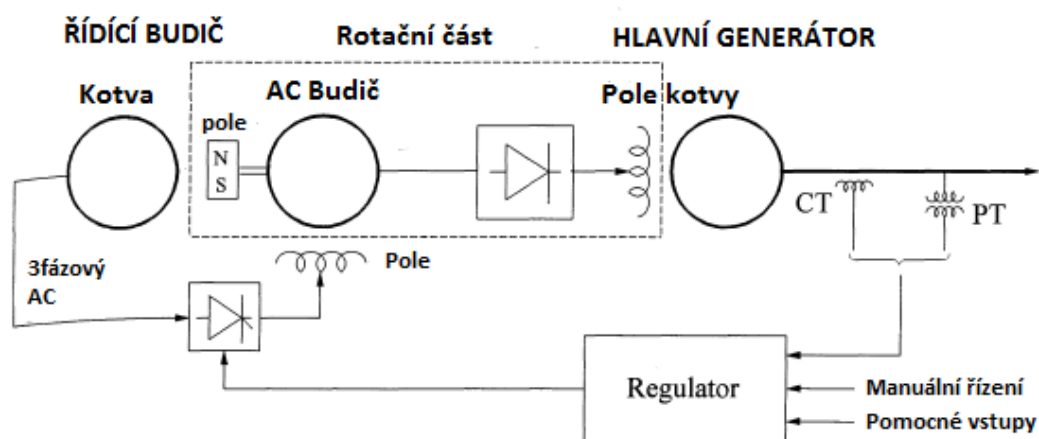 ŘÍDÍCÍ BUDIČ
Rotační část
HLAVNÍ GENERÁTOR
Kotva
AC Budič
Pole kotvy
pole
N
S
CT
PT
3fázový
AC
Pole
Regulator
Manuální řízení
Pomocné vstupy